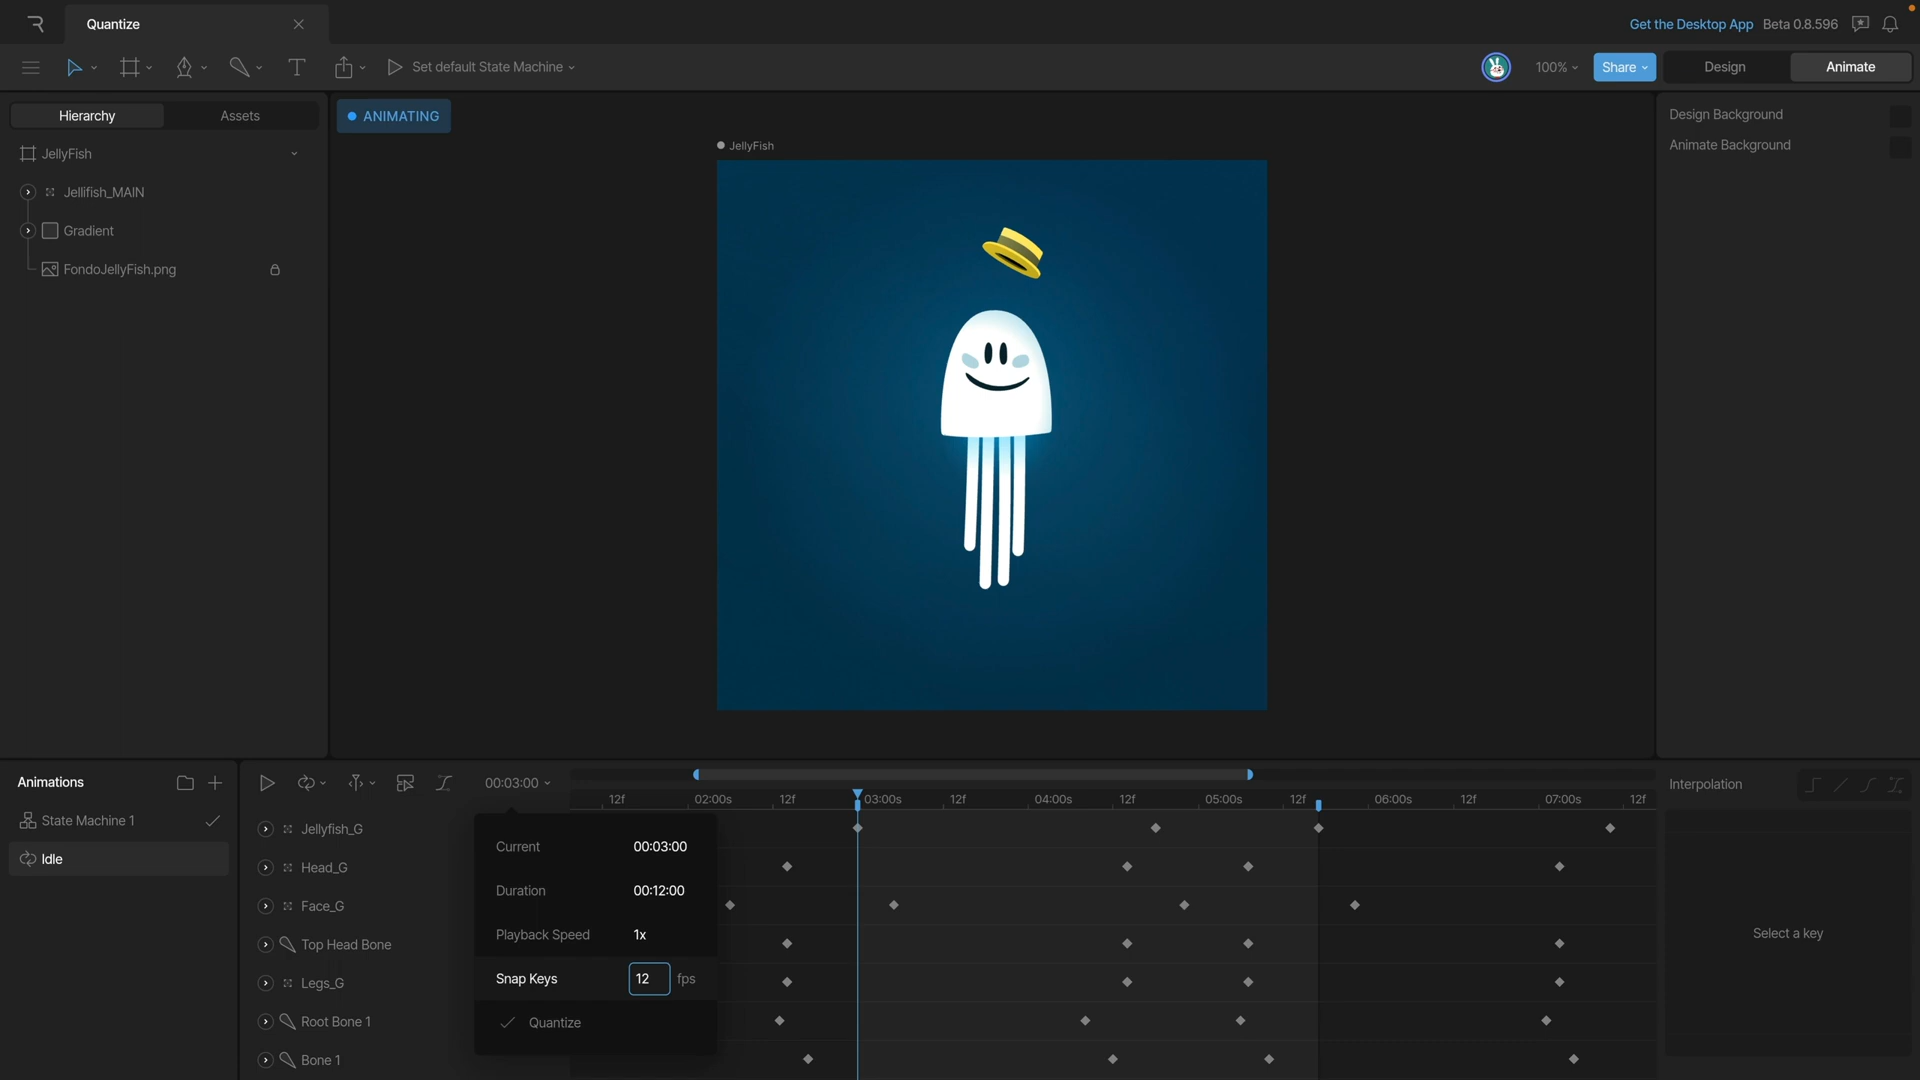 Quantize
Get the Desktop App Beta 0.8.596
Set default State Machine
100%
Share
Design
Animate
Hierarchy
Assets
ANIMATING
JellyFish
Jellifish_MAIN
Gradient
FondoJellyFish.png
JellyFish
Design Background
Animate Background
Animations
State Machine 1
Idle
00:03:00
12f 02:00s 12f 03:00s 12f 04:00s 12f 05:00s 12f 06:00s 12f 07:00s 12f
Jellyfish_G
Head_G
Face_G
Top Head Bone
Legs_G
Root Bone 1
Bone 1
Current 00:03:00
Duration 00:12:00
Playback Speed 1x
Snap Keys 12 fps
Quantize
Interpolation
Select a key